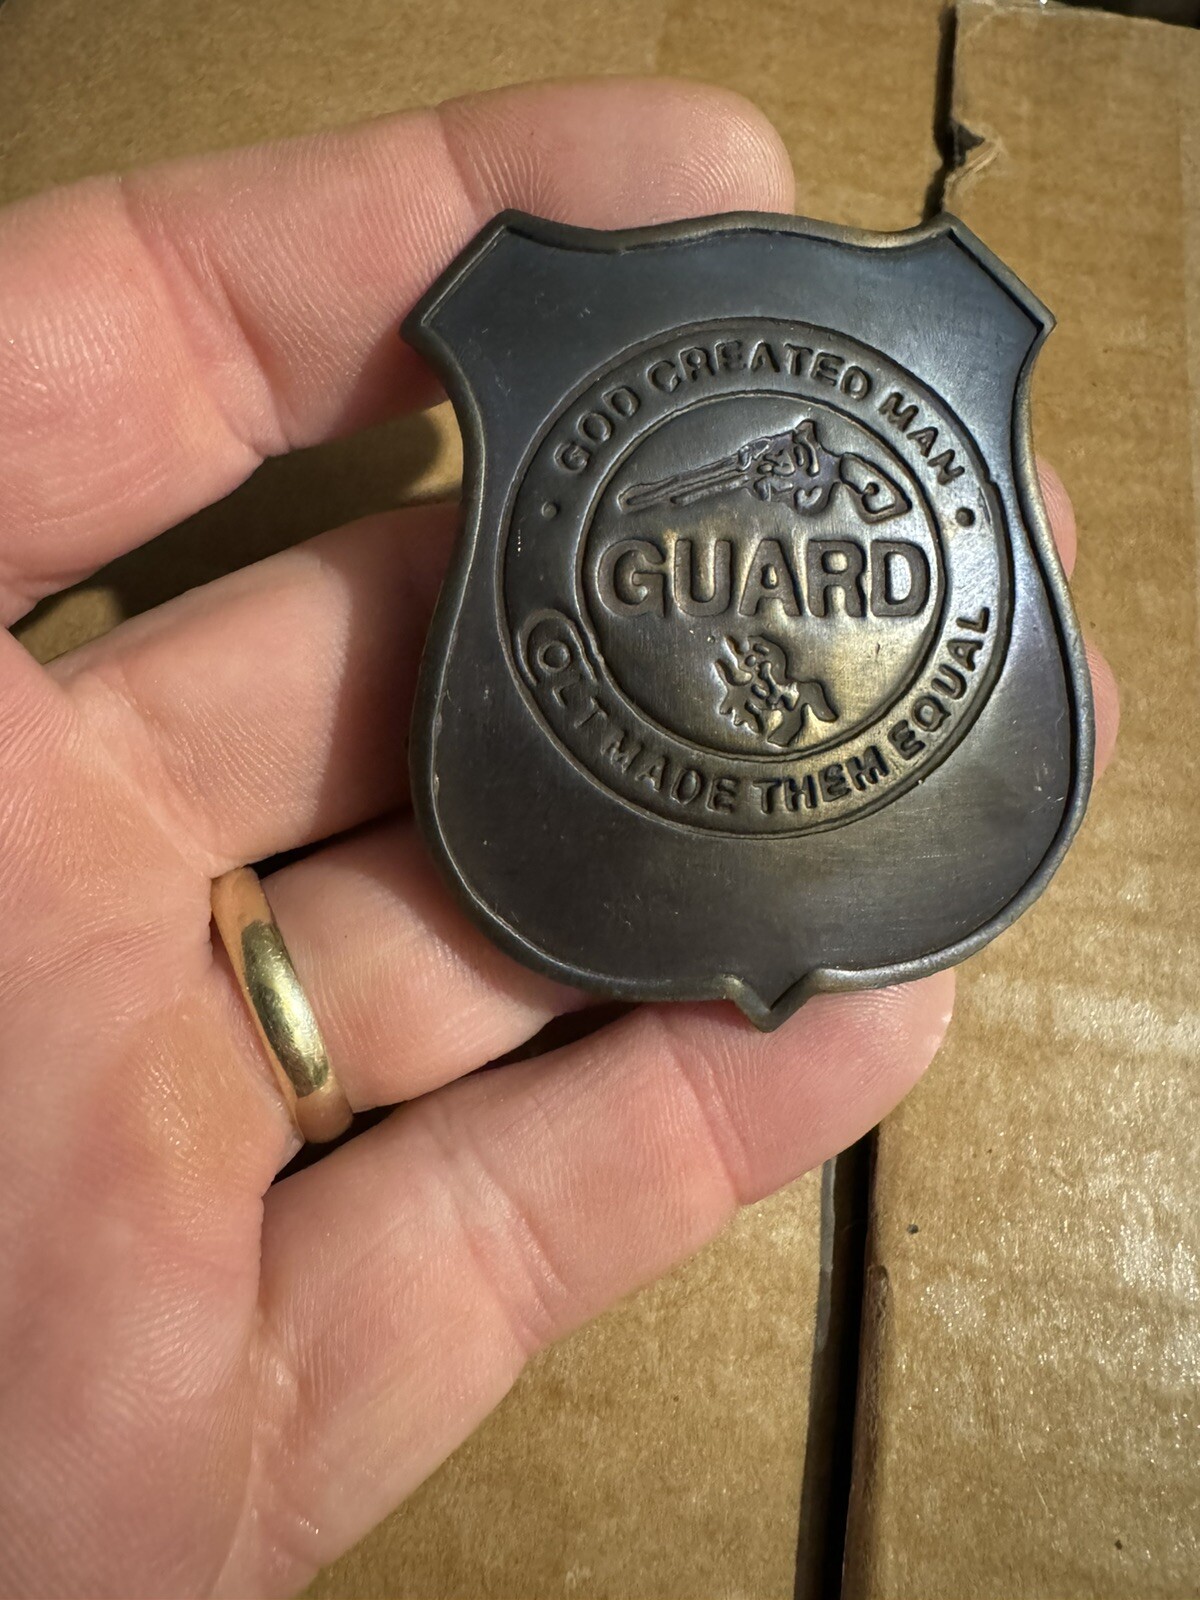 • GOD CREATED MAN •
GUARD
COLT MADE THEM EQUAL